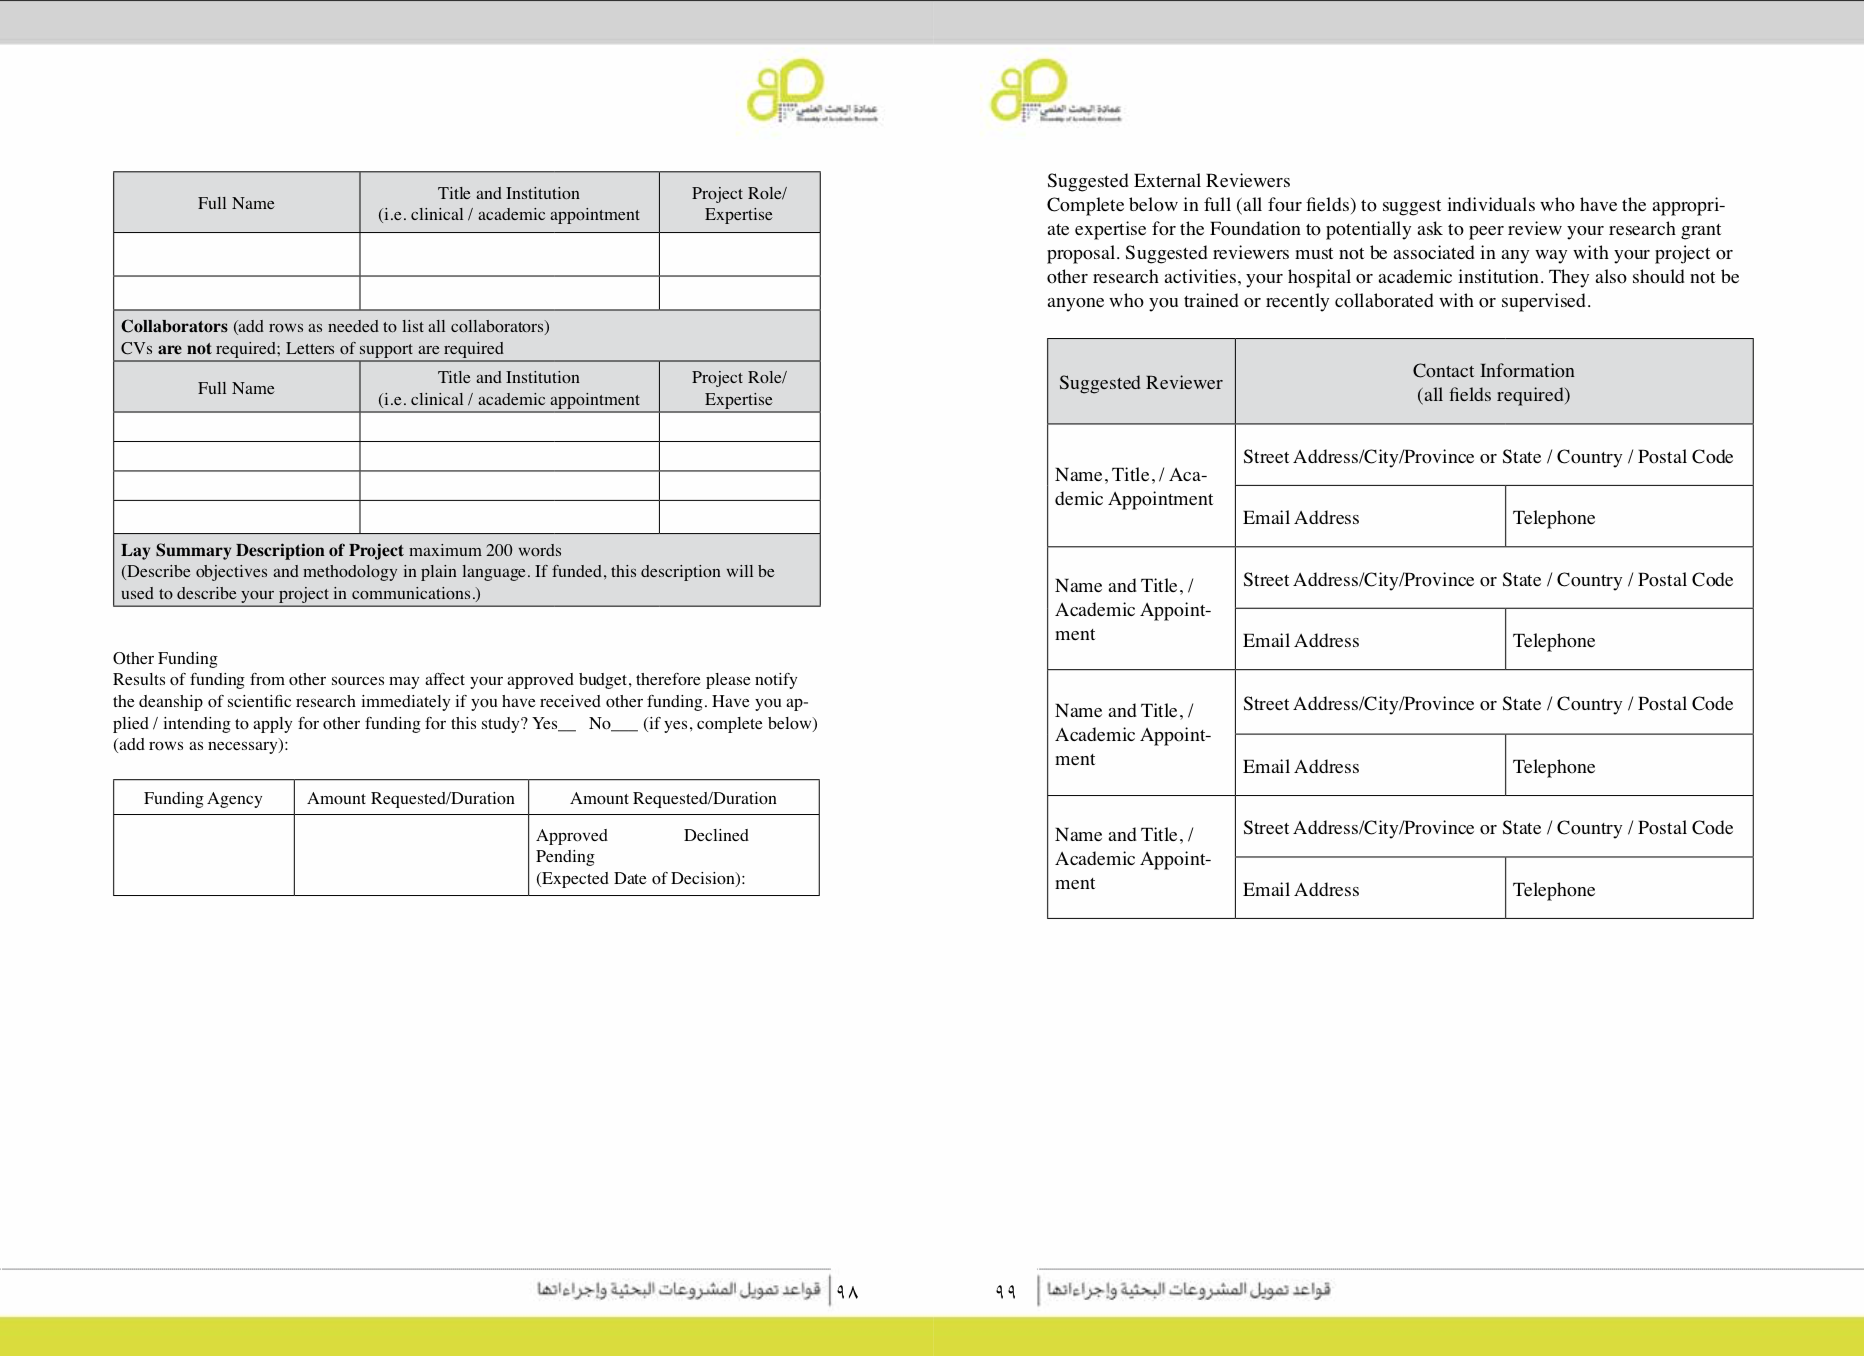 عمادة البحث العلمي
Deanship of Academic Research
Full Name
Title and Institution
(i.e. clinical / academic appointment
Project Role/
Expertise
Collaborators (add rows as needed to list all collaborators)
CVs are not required; Letters of support are required
Full Name
Title and Institution
(i.e. clinical / academic appointment
Project Role/
Expertise
Lay Summary Description of Project maximum 200 words
(Describe objectives and methodology in plain language. If funded, this description will be
used to describe your project in communications.)
Other Funding
Results of funding from other sources may affect your approved budget, therefore please notify
the deanship of scientific research immediately if you have received other funding. Have you ap-
plied / intending to apply for other funding for this study? Yes__ No___ (if yes, complete below)
(add rows as necessary):
Funding Agency
Amount Requested/Duration
Amount Requested/Duration
Approved Declined
Pending
(Expected Date of Decision):
قواعد تمويل المشروعات البحثية وإجراءاتها
٩٨
عمادة البحث العلمي
Deanship of Academic Research
Suggested External Reviewers
Complete below in full (all four fields) to suggest individuals who have the appropri-
ate expertise for the Foundation to potentially ask to peer review your research grant
proposal. Suggested reviewers must not be associated in any way with your project or
other research activities, your hospital or academic institution. They also should not be
anyone who you trained or recently collaborated with or supervised.
Suggested Reviewer
Contact Information
(all fields required)
Name, Title, / Aca-
demic Appointment
Street Address/City/Province or State / Country / Postal Code
Email Address
Telephone
Name and Title, /
Academic Appoint-
ment
Street Address/City/Province or State / Country / Postal Code
Email Address
Telephone
Name and Title, /
Academic Appoint-
ment
Street Address/City/Province or State / Country / Postal Code
Email Address
Telephone
Name and Title, /
Academic Appoint-
ment
Street Address/City/Province or State / Country / Postal Code
Email Address
Telephone
٩٩
قواعد تمويل المشروعات البحثية وإجراءاتها